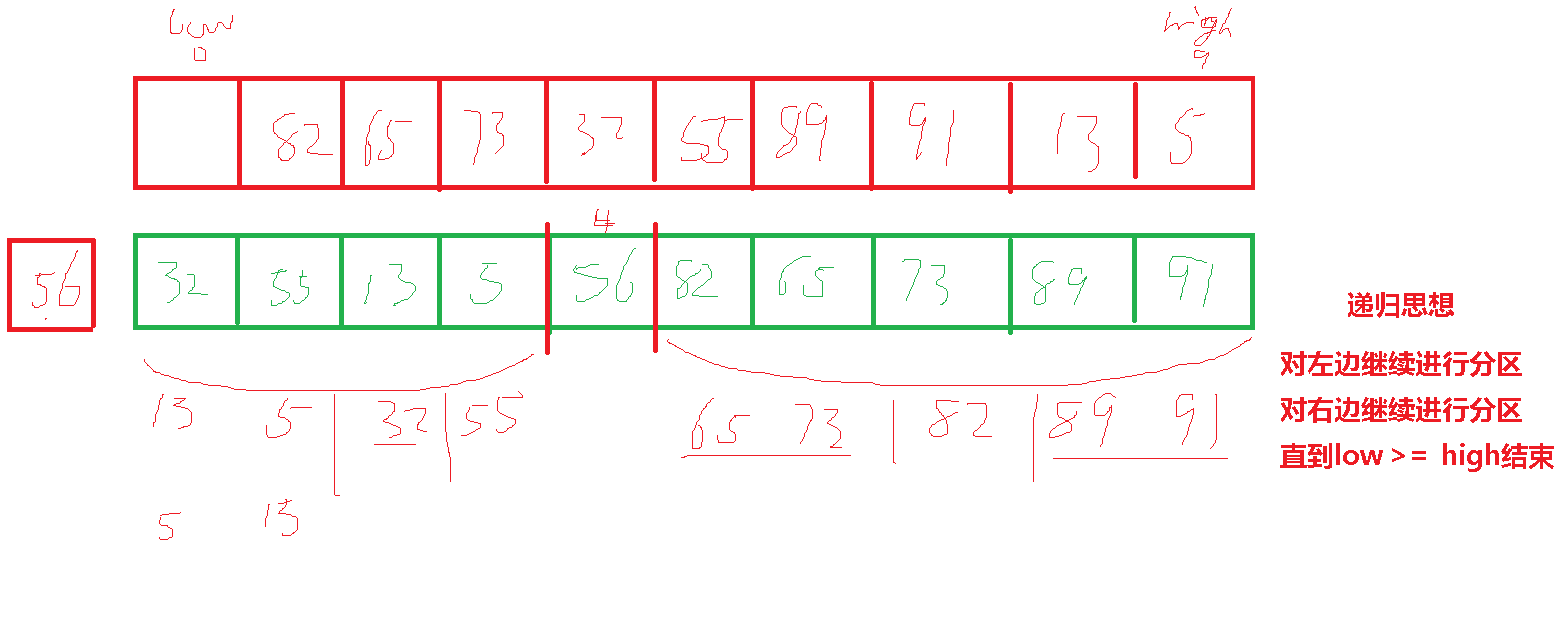 low high
0 9
82 65 73 32 55 89 91 13 5
4
56 32 55 13 5 56 82 65 73 89 91
递归思想
对左边继续进行分区
13 5 32 55 65 73 82 89 91 对右边继续进行分区
直到low >= high结束
5 13